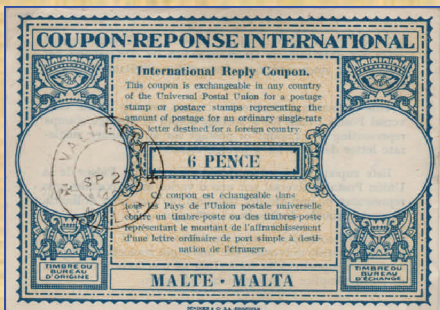 COUPON-REPONSE INTERNATIONAL
International Reply Coupon.
This coupon is exchangeable in any country
of the Universal Postal Union for a postage
stamp or postage stamps representing the
amount of postage for an ordinary single-rate
letter destined for a foreign country
VALLE
SP 2
6 PENCE
coupon est échangeable dans
tous les Pays de l'Union postale universelle
contre un timbre-poste ou des timbres-poste
représentant le montant de l'affranchissement
d'une lettre ordinaire de port simple à desti-
nation de l'étranger
TIMBRE DU
BUREAU
D'ORIGINE
TIMBRE DU
BUREAU
D'ÉCHANGE
MALTE • MALTA